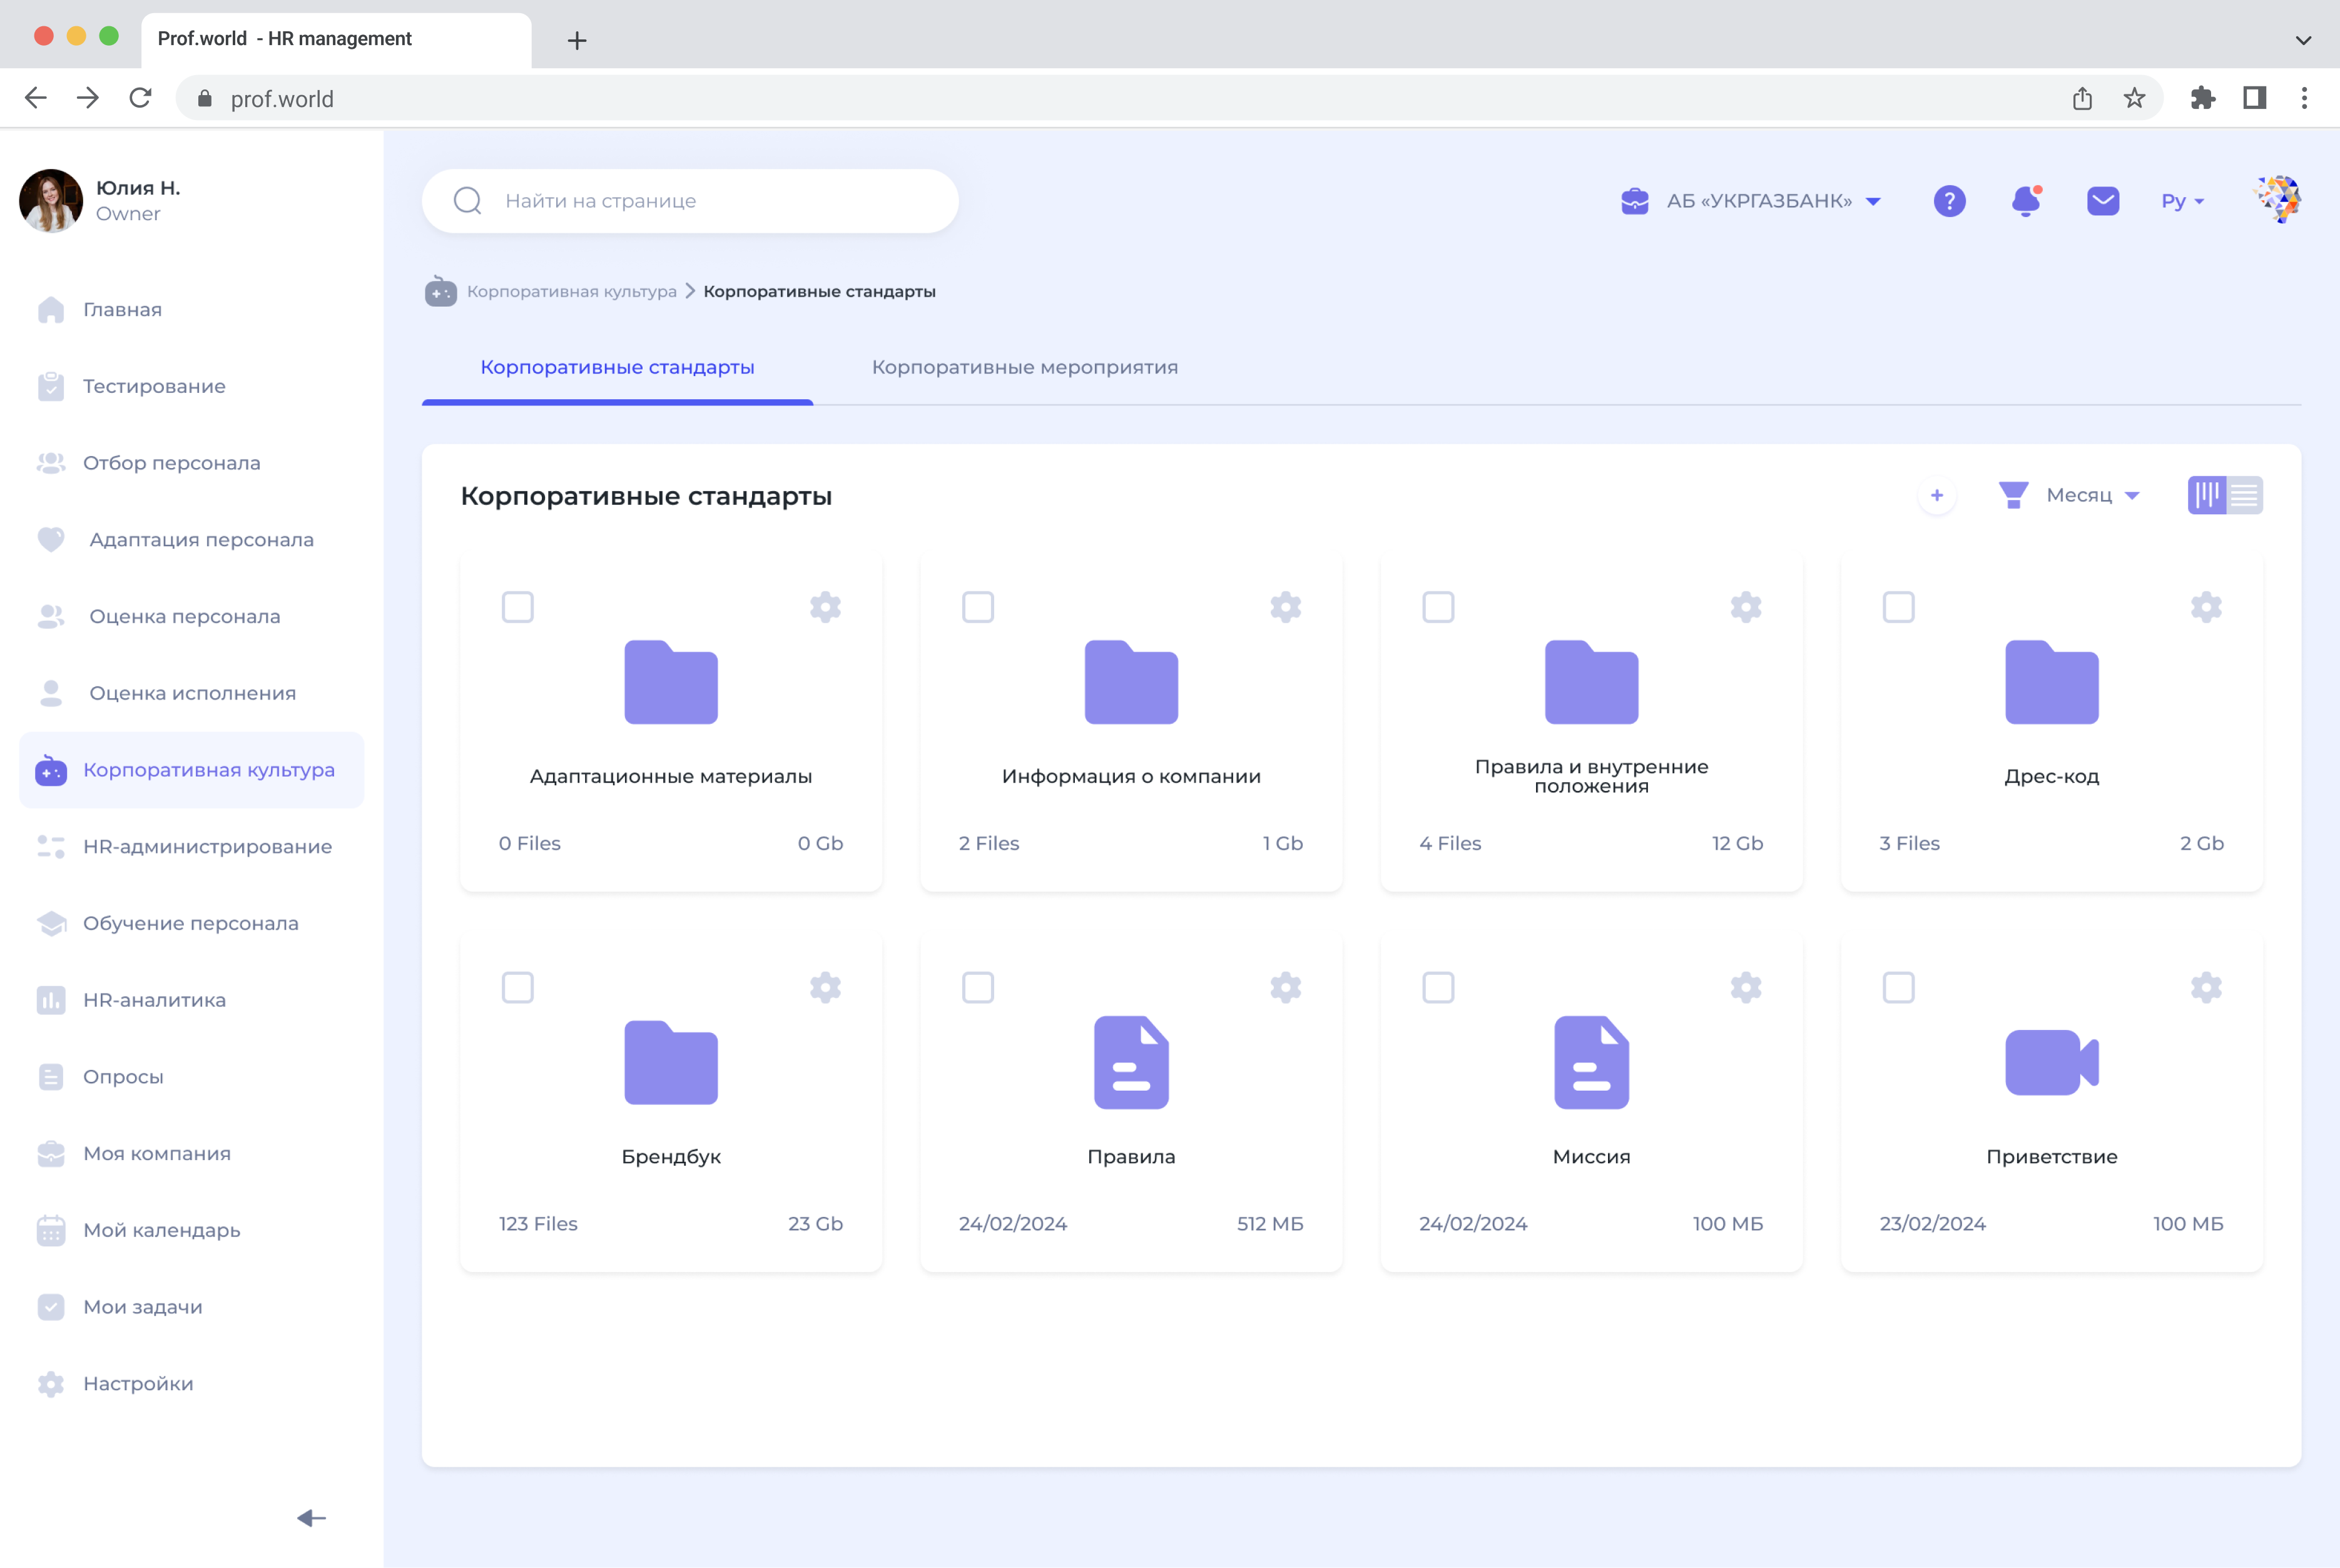 Prof.world - HR management
prof.world
Юлия Н.
Owner
Главная
Тестирование
Отбор персонала
Адаптация персонала
Оценка персонала
Оценка исполнения
Корпоративная культура
HR-администрирование
Обучение персонала
HR-аналитика
Опросы
Моя компания
Мой календарь
Мои задачи
Настройки
Найти на странице
АБ «УКРГАЗБАНК»
?
Ру
Корпоративная культура > Корпоративные стандарты
Корпоративные стандарты
Корпоративные мероприятия
Корпоративные стандарты
+
Месяц
Адаптационные материалы
0 Files
0 Gb
Информация о компании
2 Files
1 Gb
Правила и внутренние
положения
4 Files
12 Gb
Дрес-код
3 Files
2 Gb
Брендбук
123 Files
23 Gb
Правила
24/02/2024
512 МБ
Миссия
24/02/2024
100 МБ
Приветствие
23/02/2024
100 МБ